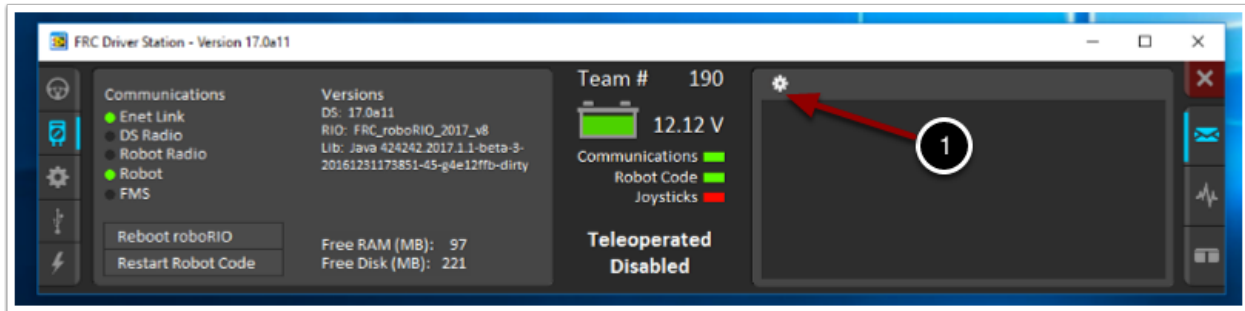 FRC Driver Station - Version 17.0a11
Communications
Enet Link
DS Radio
Robot Radio
Robot
FMS
Reboot roboRIO
Restart Robot Code
Versions
DS: 17.0a11
RIO: FRC_roboRIO_2017_v8
Lib: Java 424242.2017.1.1-beta-3-
20161231173851-45-g4e12ffb-dirty
Free RAM (MB): 97
Free Disk (MB): 221
Team # 190
12.12 V
Communications
Robot Code
Joysticks
Teleoperated
Disabled
1